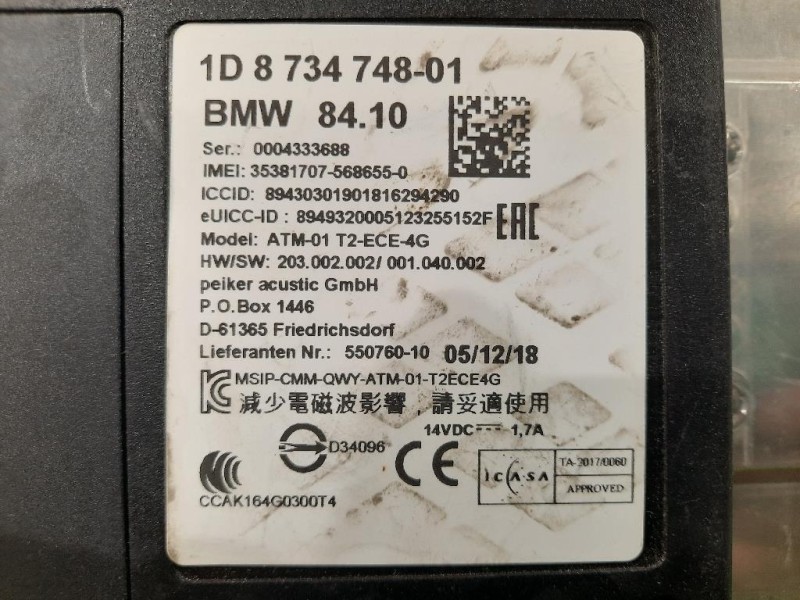 1D 8 734 748-01
BMW 84.10
Ser.: 0004333688
IMEI: 35381707-568655-0
ICCID: 89430301901816294290
eUICC-ID : 89493200051232551​52F
EAC
Model: ATM-01 T2-ECE-4G
HW/SW: 203.002.002/ 001.040.002
peiker acustic GmbH
P.O.Box 1446
D-61365 Friedrichsdorf
Lieferanten Nr.: 550760-10 05/12/18
MSIP-CMM-QWY-ATM-01-T2ECE4G
減少電磁波影響，請妥適使用
14VDC 1,7A
D34096
CE
ICASA
TA-2017/0060
APPROVED
CCAK164G0300T4